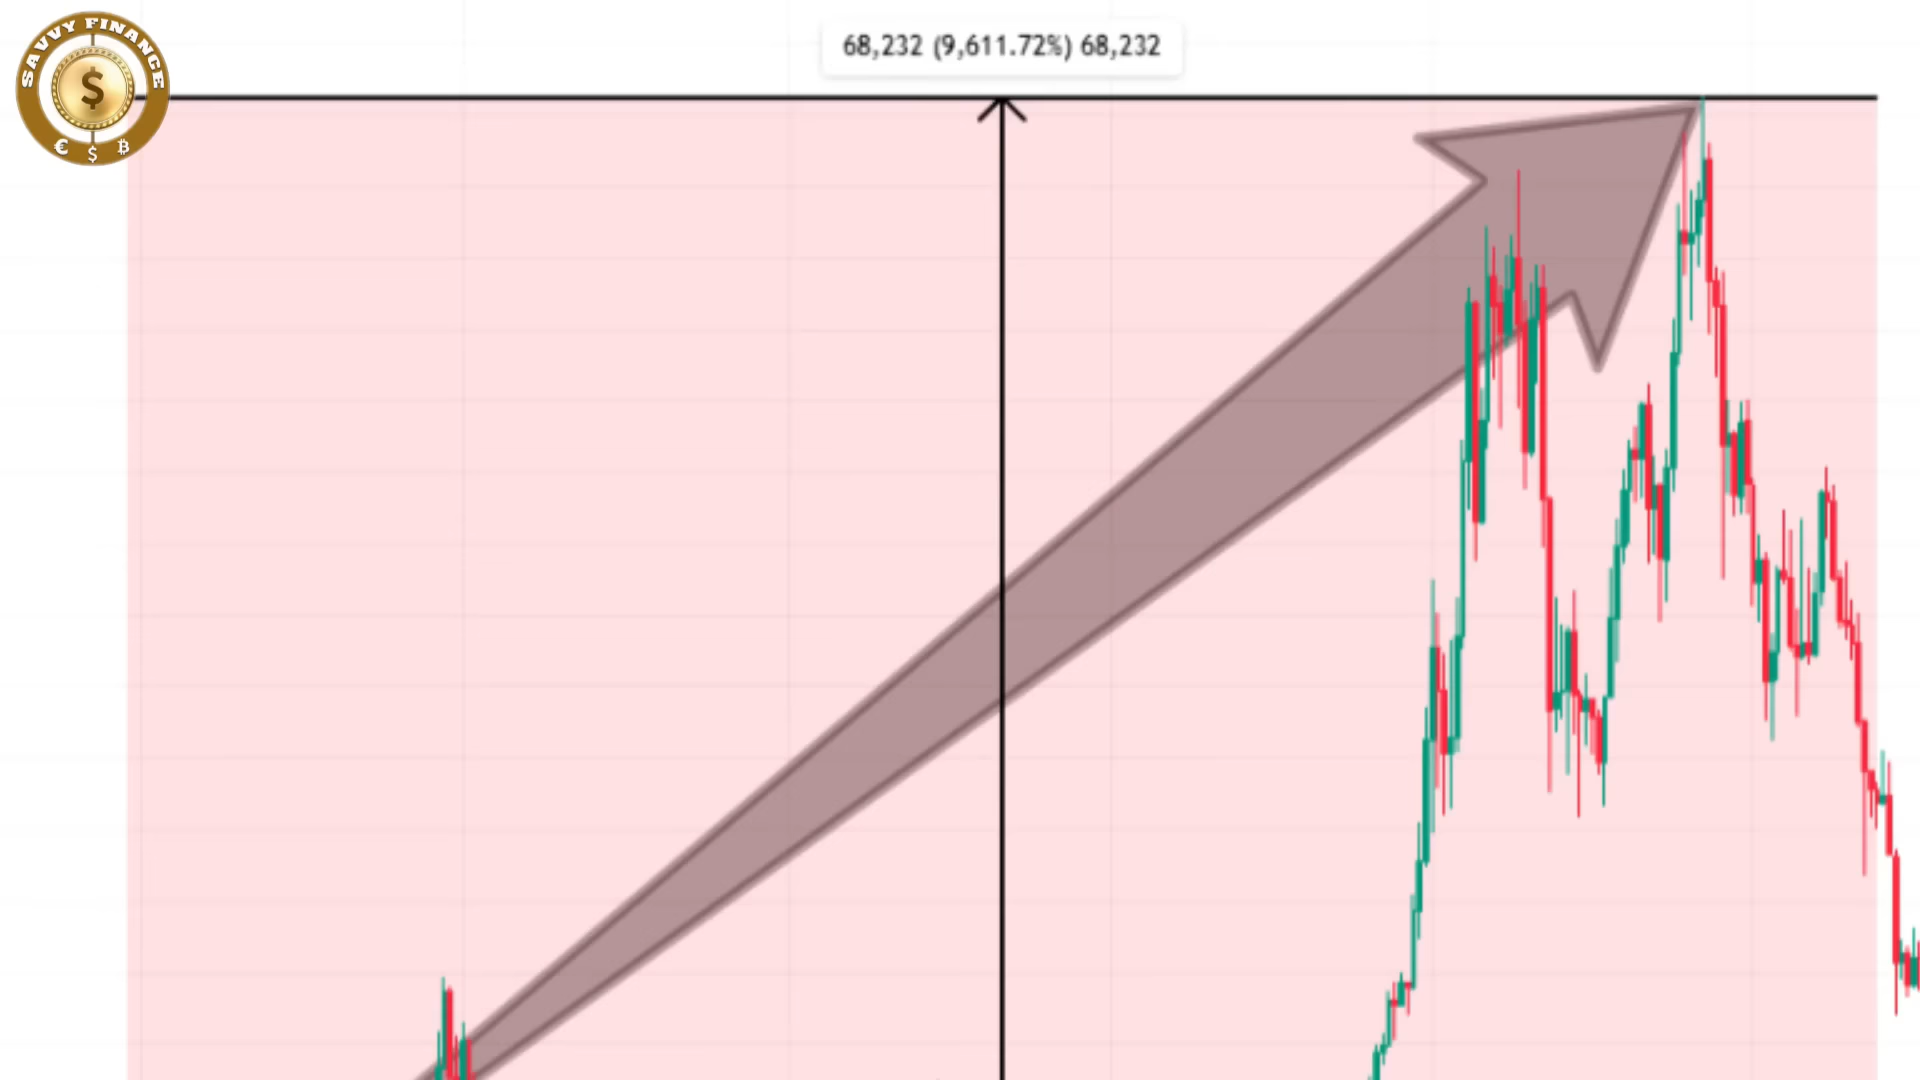 SAVVY FINANCE
$
€ $ ₿
68,232 (9,611.72%) 68,232